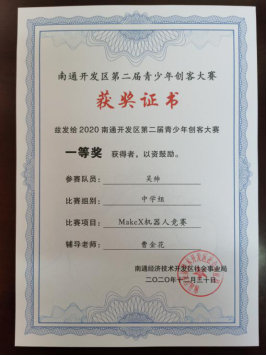 南通开发区第二届青少年创客大赛
获奖证书
兹发给2020南通开发区第二届青少年创客大赛
一等奖 获得者，以资鼓励。
参赛队员：吴坤
比赛组别：中学组
比赛项目：MakeX机器人竞赛
辅导老师：曹金花
南通经济技术开发区社会事业局
二〇二〇年十二月三十日